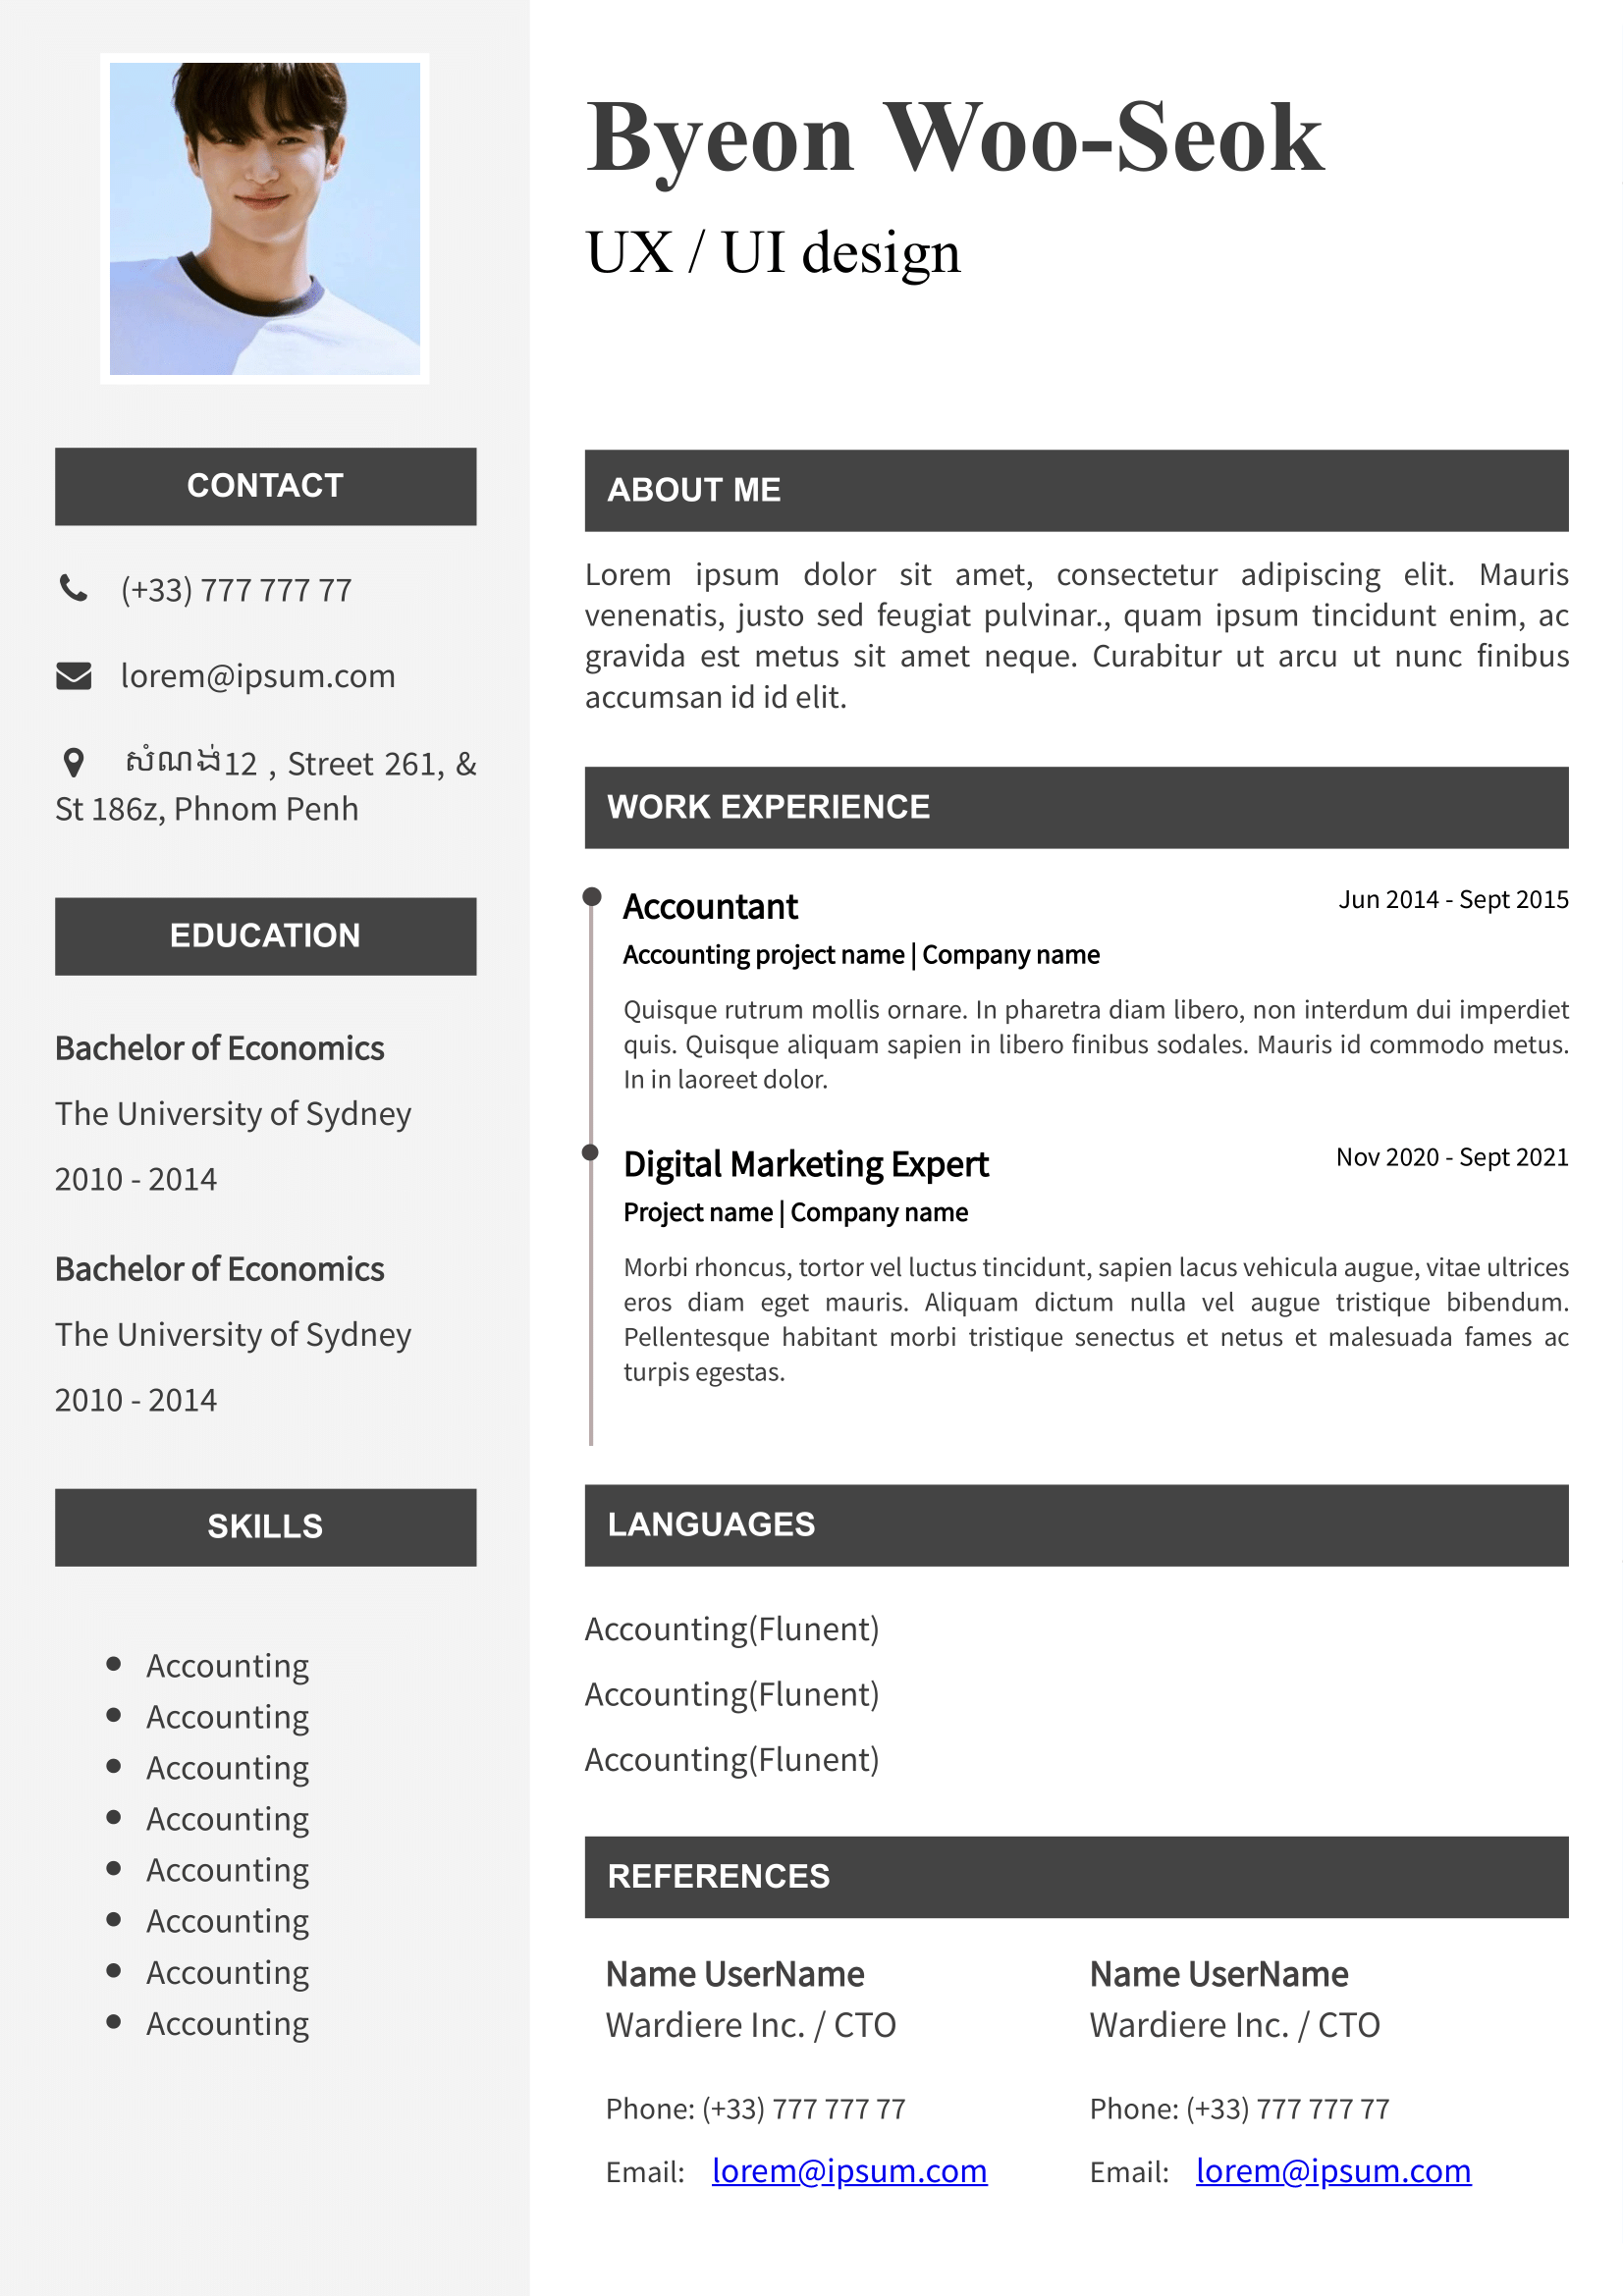 Byeon Woo-Seok
UX / UI design
CONTACT
(+33) 777 777 77
lorem@ipsum.com
សំណង់12 , Street 261, &
St 186z, Phnom Penh
EDUCATION
Bachelor of Economics
The University of Sydney
2010 - 2014
Bachelor of Economics
The University of Sydney
2010 - 2014
SKILLS
Accounting
Accounting
Accounting
Accounting
Accounting
Accounting
Accounting
Accounting
ABOUT ME
Lorem ipsum dolor sit amet, consectetur adipiscing elit. Mauris
venenatis, justo sed feugiat pulvinar., quam ipsum tincidunt enim, ac
gravida est metus sit amet neque. Curabitur ut arcu ut nunc finibus
accumsan id id elit.
WORK EXPERIENCE
Accountant
Jun 2014 - Sept 2015
Accounting project name | Company name
Quisque rutrum mollis ornare. In pharetra diam libero, non interdum dui imperdiet
quis. Quisque aliquam sapien in libero finibus sodales. Mauris id commodo metus.
In in laoreet dolor.
Digital Marketing Expert
Nov 2020 - Sept 2021
Project name | Company name
Morbi rhoncus, tortor vel luctus tincidunt, sapien lacus vehicula augue, vitae ultrices
eros diam eget mauris. Aliquam dictum nulla vel augue tristique bibendum.
Pellentesque habitant morbi tristique senectus et netus et malesuada fames ac
turpis egestas.
LANGUAGES
Accounting(Flunent)
Accounting(Flunent)
Accounting(Flunent)
REFERENCES
Name UserName
Wardiere Inc. / CTO
Phone: (+33) 777 777 77
Email: lorem@ipsum.com
Name UserName
Wardiere Inc. / CTO
Phone: (+33) 777 777 77
Email: lorem@ipsum.com